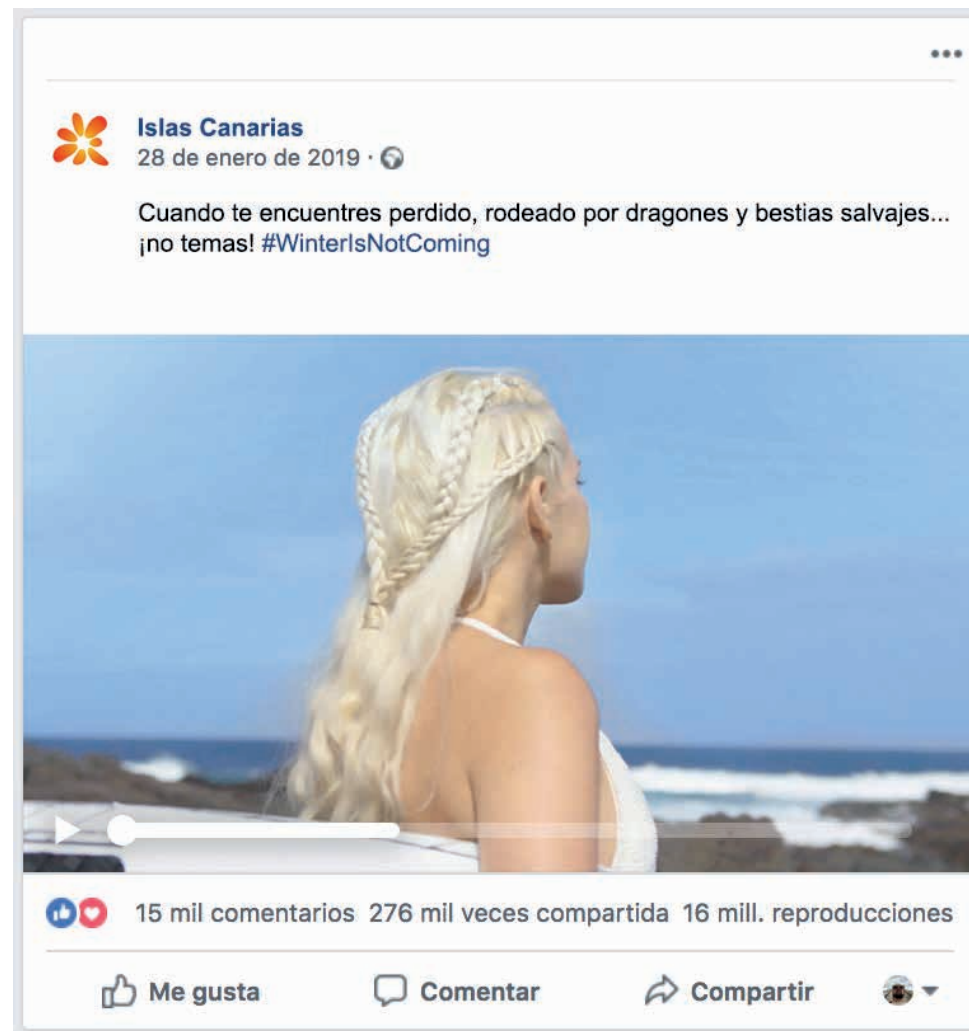 Islas Canarias
28 de enero de 2019 ·
Cuando te encuentres perdido, rodeado por dragones y bestias salvajes...
¡no temas! #WinterIsNotComing
15 mil comentarios 276 mil veces compartida 16 mill. reproducciones
Me gusta Comentar Compartir